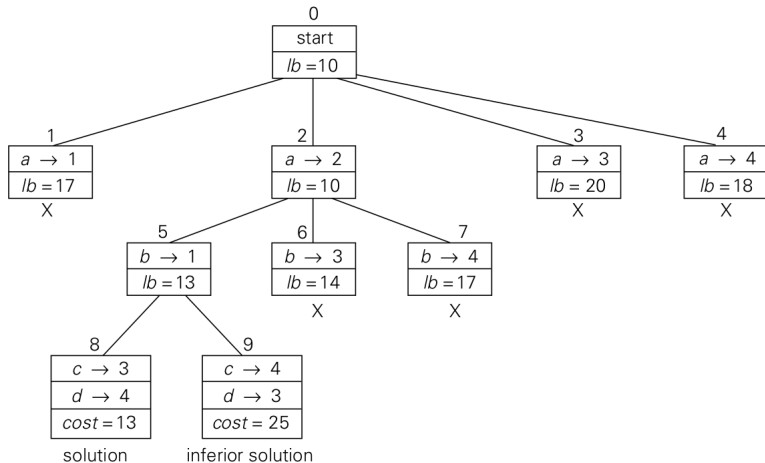 0
start
lb = 10
1
a → 1
lb = 17
X
2
a → 2
lb = 10
3
a → 3
lb = 20
X
4
a → 4
lb = 18
X
5
b → 1
lb = 13
6
b → 3
lb = 14
X
7
b → 4
lb = 17
X
8
c → 3
d → 4
cost = 13
solution
9
c → 4
d → 3
cost = 25
inferior solution